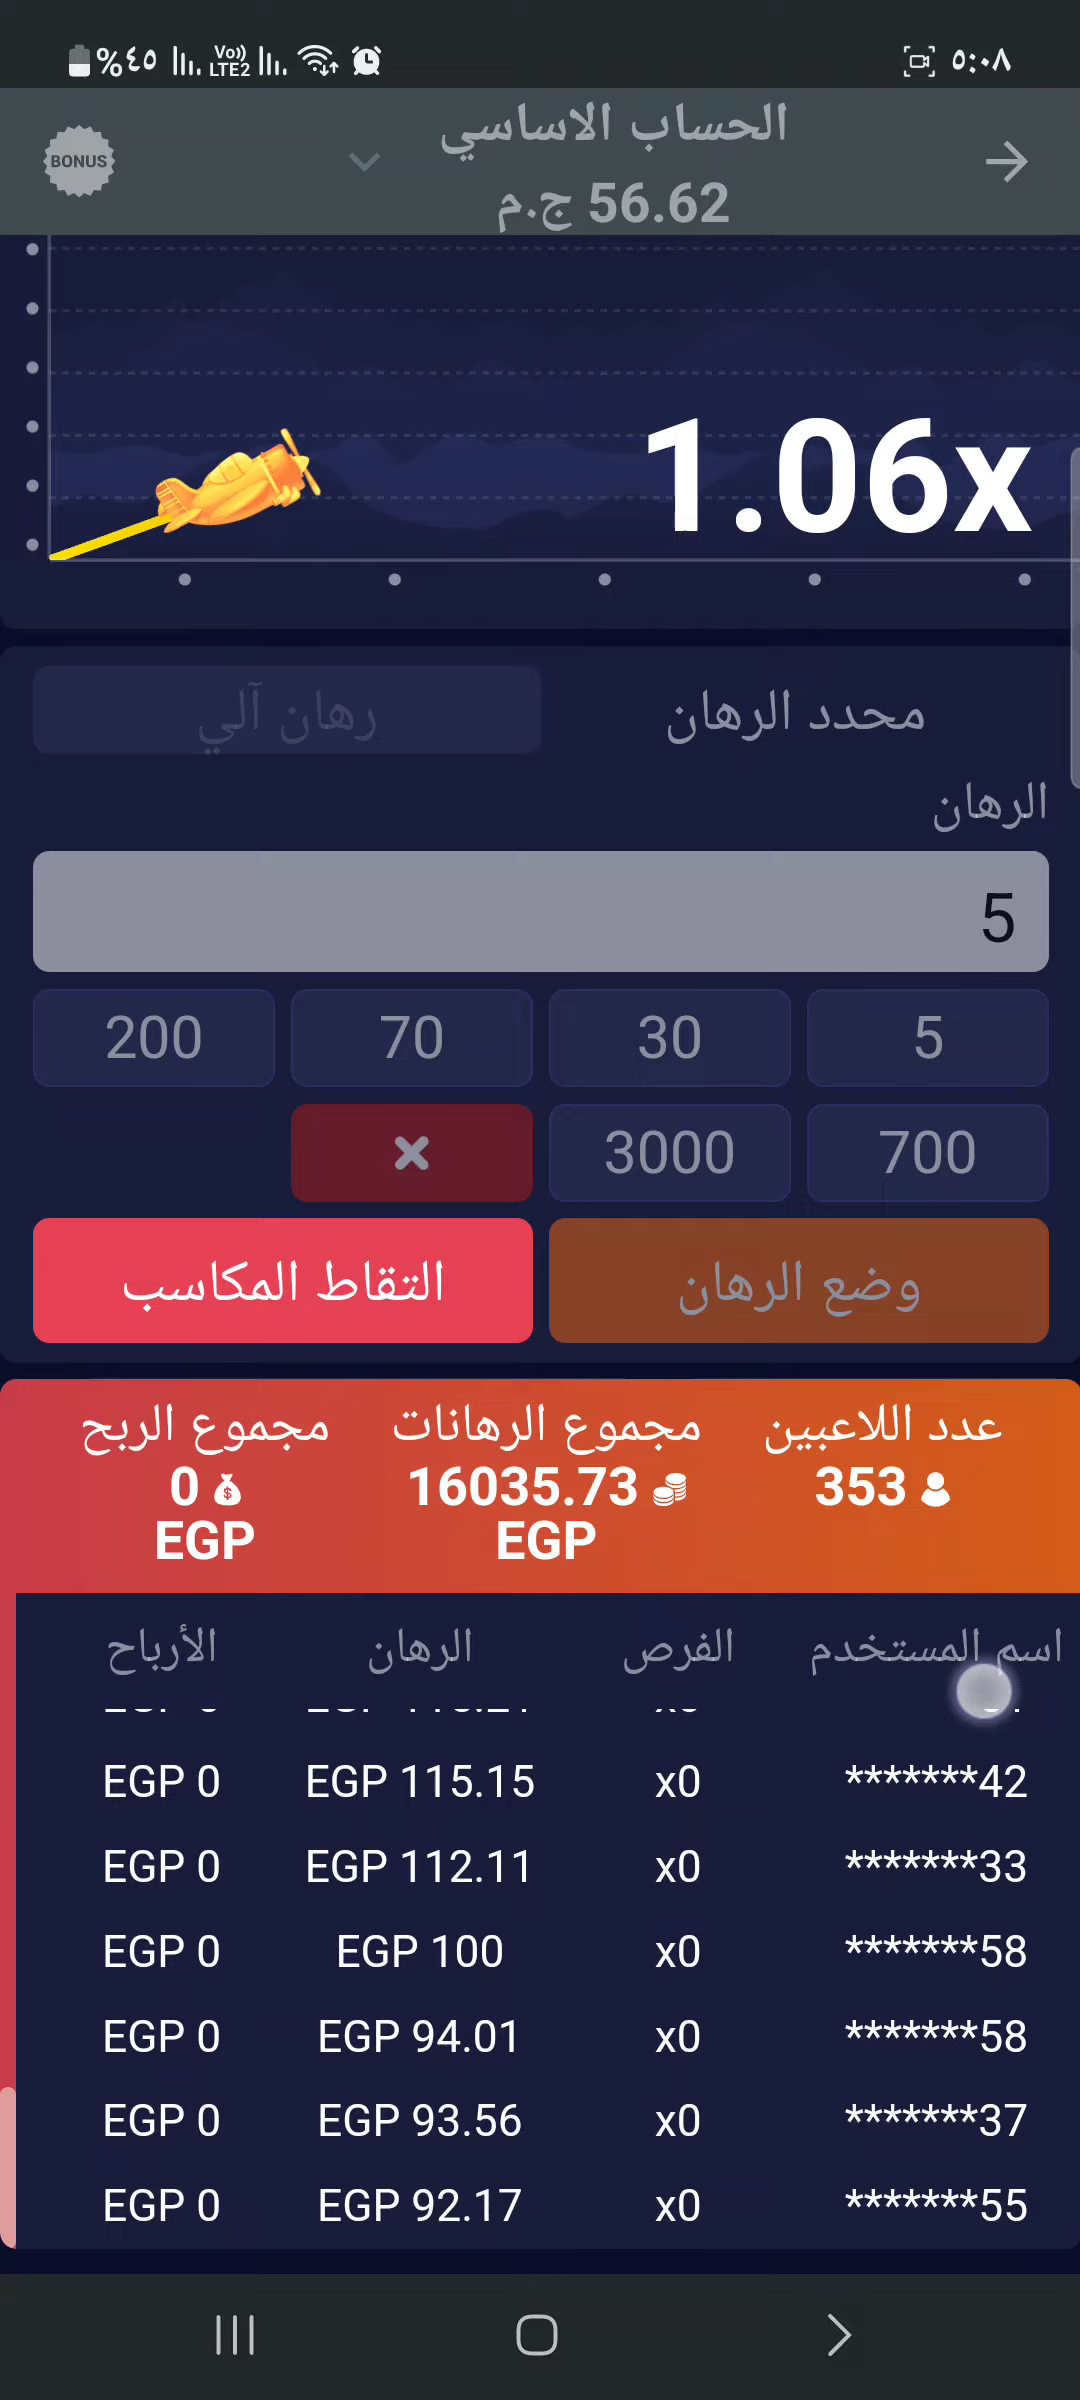 %٤٥ Vo)) LTE2 ٥:٠٨
BONUS
الحساب الاساسي
56.62 ج.م
1.06x
محدد الرهان
رهان آلي
الرهان
5
5 30 70 200
700 3000
وضع الرهان
التقاط المكاسب
عدد اللاعبين مجموع الرهانات مجموع الربح
353 16035.73 0
EGP EGP
اسم المستخدم الفرص الرهان الأرباح
*******42 x0 EGP 115.15 EGP 0
*******33 x0 EGP 112.11 EGP 0
*******58 x0 EGP 100 EGP 0
*******58 x0 EGP 94.01 EGP 0
*******37 x0 EGP 93.56 EGP 0
*******55 x0 EGP 92.17 EGP 0